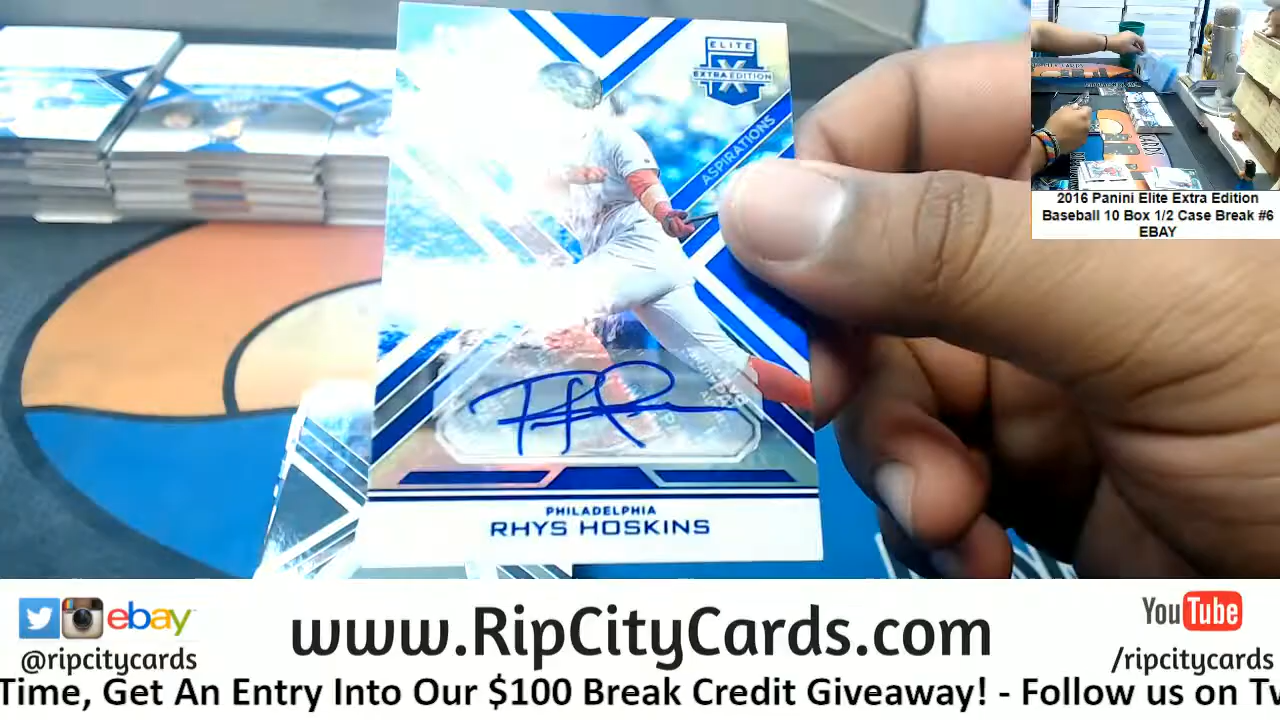 ELITE
X
EXTRA EDITION
ASPIRATIONS
PHILADELPHIA
RHYS HOSKINS
2016 Panini Elite Extra Edition
Baseball 10 Box 1/2 Case Break #6
EBAY
ebay
@ripcitycards
www.RipCityCards.com
YouTube
/ripcitycards
Time, Get An Entry Into Our $100 Break Credit Giveaway! - Follow us on Tw